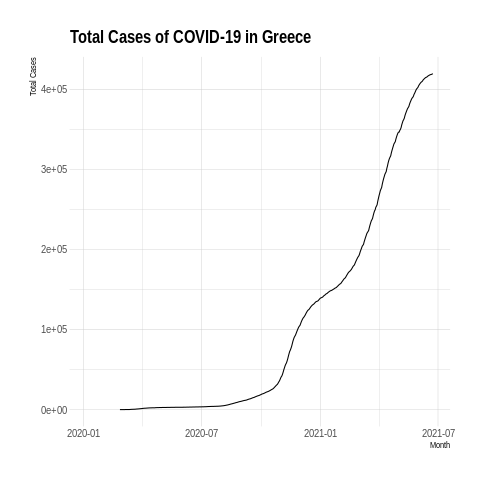 Total Cases of COVID-19 in Greece
Total Cases
4e+05
3e+05
2e+05
1e+05
0e+00
2020-01 2020-07 2021-01 2021-07
Month